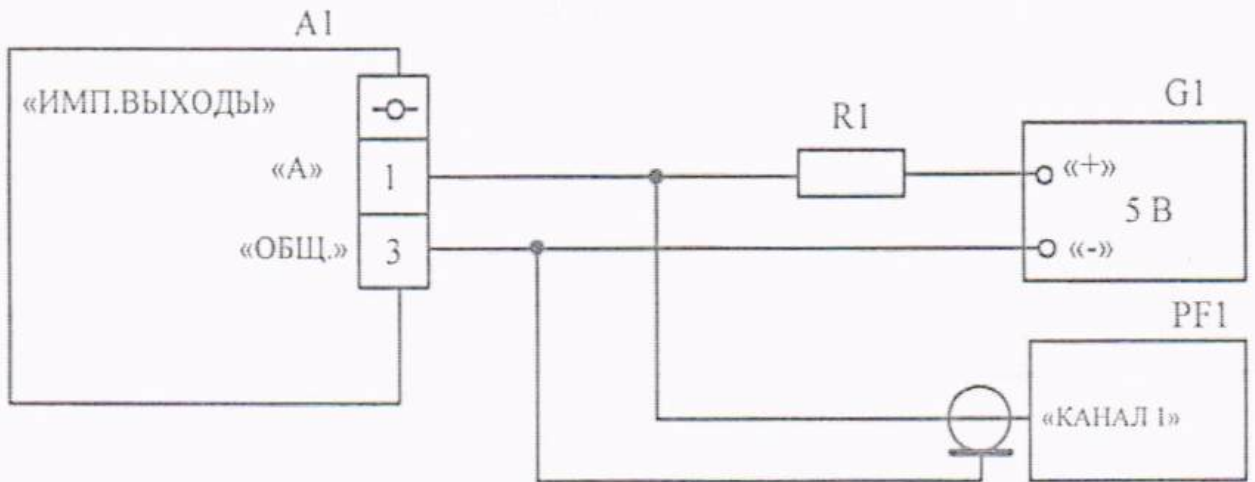 A1
«ИМП.ВЫХОДЫ»
R1
G1
«А»
1
«+»
5 В
«ОБЩ.»
3
«-»
PF1
«КАНАЛ 1»